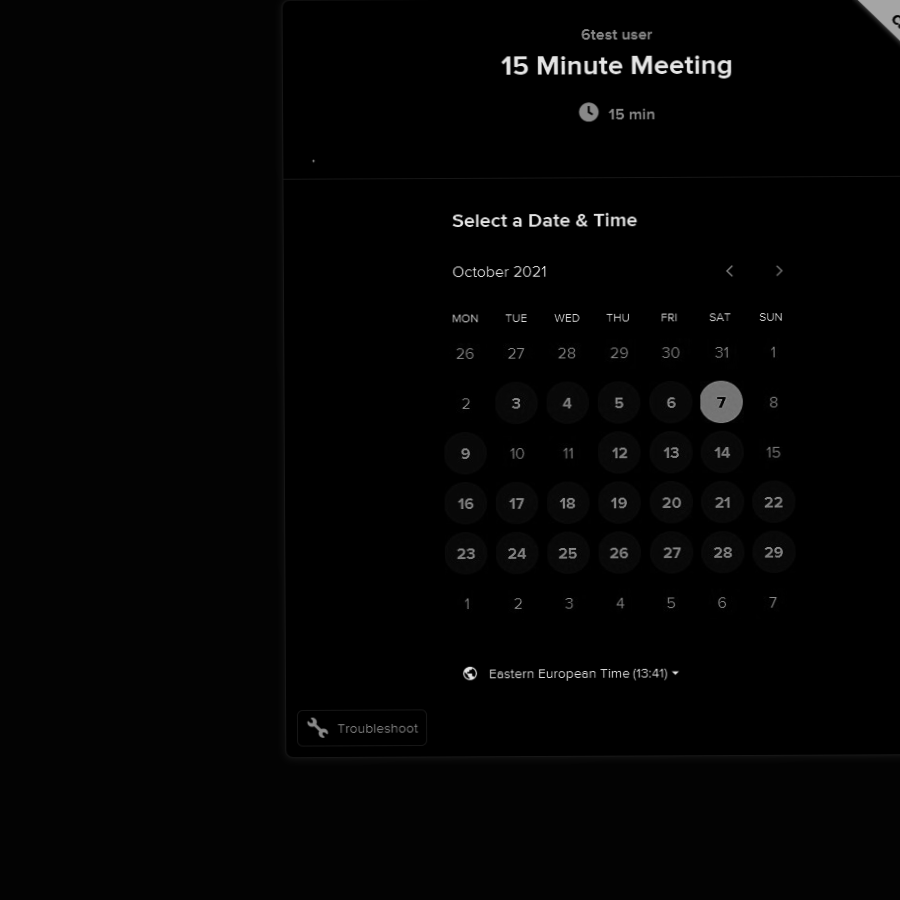 6test user
15 Minute Meeting
15 min
Select a Date & Time
October 2021
MON TUE WED THU FRI SAT SUN
26 27 28 29 30 31 1
2 3 4 5 6 7 8
9 10 11 12 13 14 15
16 17 18 19 20 21 22
23 24 25 26 27 28 29
1 2 3 4 5 6 7
Eastern European Time (13:41)
Troubleshoot